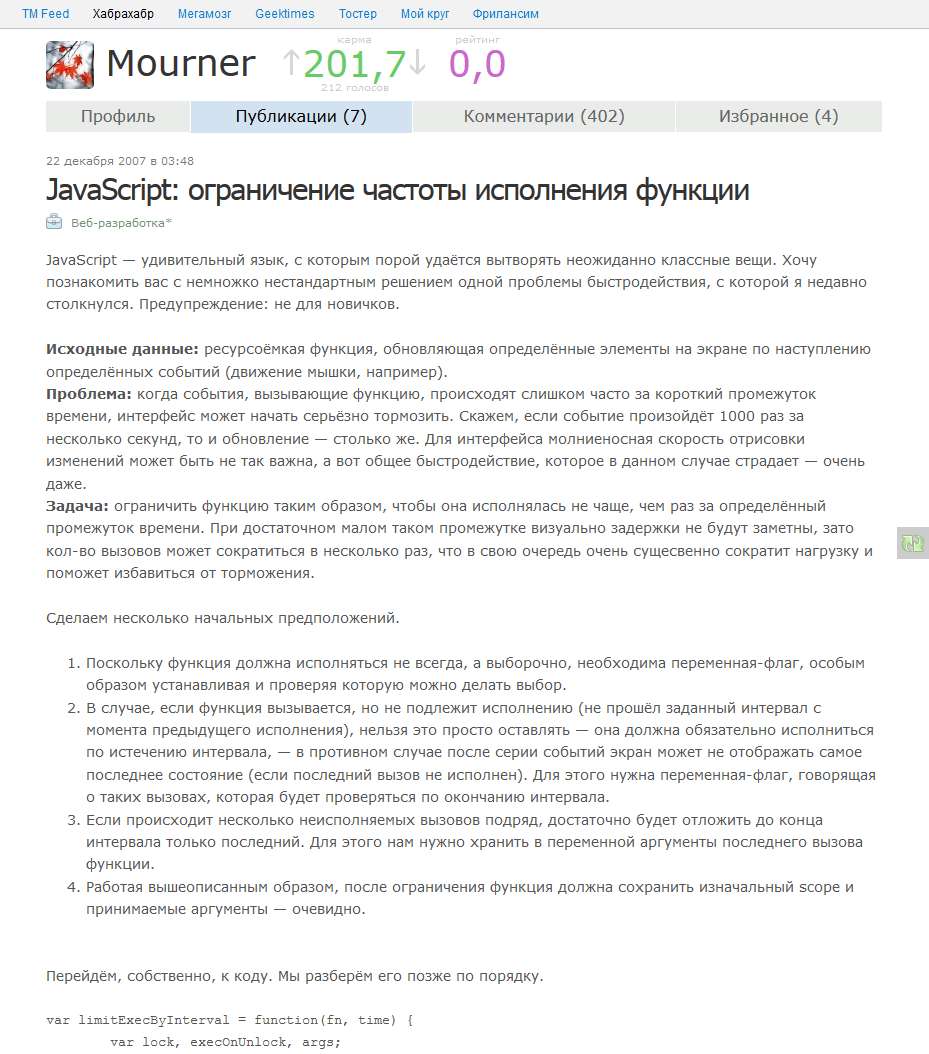 TM Feed Хабрахабр Мегамозг Geektimes Тостер Мой круг Фрилансим
карма рейтинг
Mourner 201,7 0,0
212 голосов
Профиль Публикации (7) Комментарии (402) Избранное (4)
22 декабря 2007 в 03:48
JavaScript: ограничение частоты исполнения функции
Веб-разработка*
JavaScript — удивительный язык, с которым порой удаётся вытворять неожиданно классные вещи. Хочу
познакомить вас с немножко нестандартным решением одной проблемы быстродействия, с которой я недавно
столкнулся. Предупреждение: не для новичков.
Исходные данные: ресурсоёмкая функция, обновляющая определённые элементы на экране по наступлению
определённых событий (движение мышки, например).
Проблема: когда события, вызывающие функцию, происходят слишком часто за короткий промежуток
времени, интерфейс может начать серьёзно тормозить. Скажем, если событие произойдёт 1000 раз за
несколько секунд, то и обновление — столько же. Для интерфейса молниеносная скорость отрисовки
изменений может быть не так важна, а вот общее быстродействие, которое в данном случае страдает — очень
даже.
Задача: ограничить функцию таким образом, чтобы она исполнялась не чаще, чем раз за определённый
промежуток времени. При достаточном малом таком промежутке визуально задержки не будут заметны, зато
кол-во вызовов может сократиться в несколько раз, что в свою очередь очень сущесвенно сократит нагрузку и
поможет избавиться от торможения.
Сделаем несколько начальных предположений.
1. Поскольку функция должна исполняться не всегда, а выборочно, необходима переменная-флаг, особым
образом устанавливая и проверяя которую можно делать выбор.
2. В случае, если функция вызывается, но не подлежит исполнению (не прошёл заданный интервал с
момента предыдущего исполнения), нельзя это просто оставлять — она должна обязательно исполниться
по истечению интервала, — в противном случае после серии событий экран может не отображать самое
последнее состояние (если последний вызов не исполнен). Для этого нужна переменная-флаг, говорящая
о таких вызовах, которая будет проверяться по окончанию интервала.
3. Если происходит несколько неисполняемых вызовов подряд, достаточно будет отложить до конца
интервала только последний. Для этого нам нужно хранить в переменной аргументы последнего вызова
функции.
4. Работая вышеописанным образом, после ограничения функция должна сохранить изначальный scope и
принимаемые аргументы — очевидно.
Перейдём, собственно, к коду. Мы разберём его позже по порядку.
var limitExecByInterval = function(fn, time) {
var lock, execOnUnlock, args;